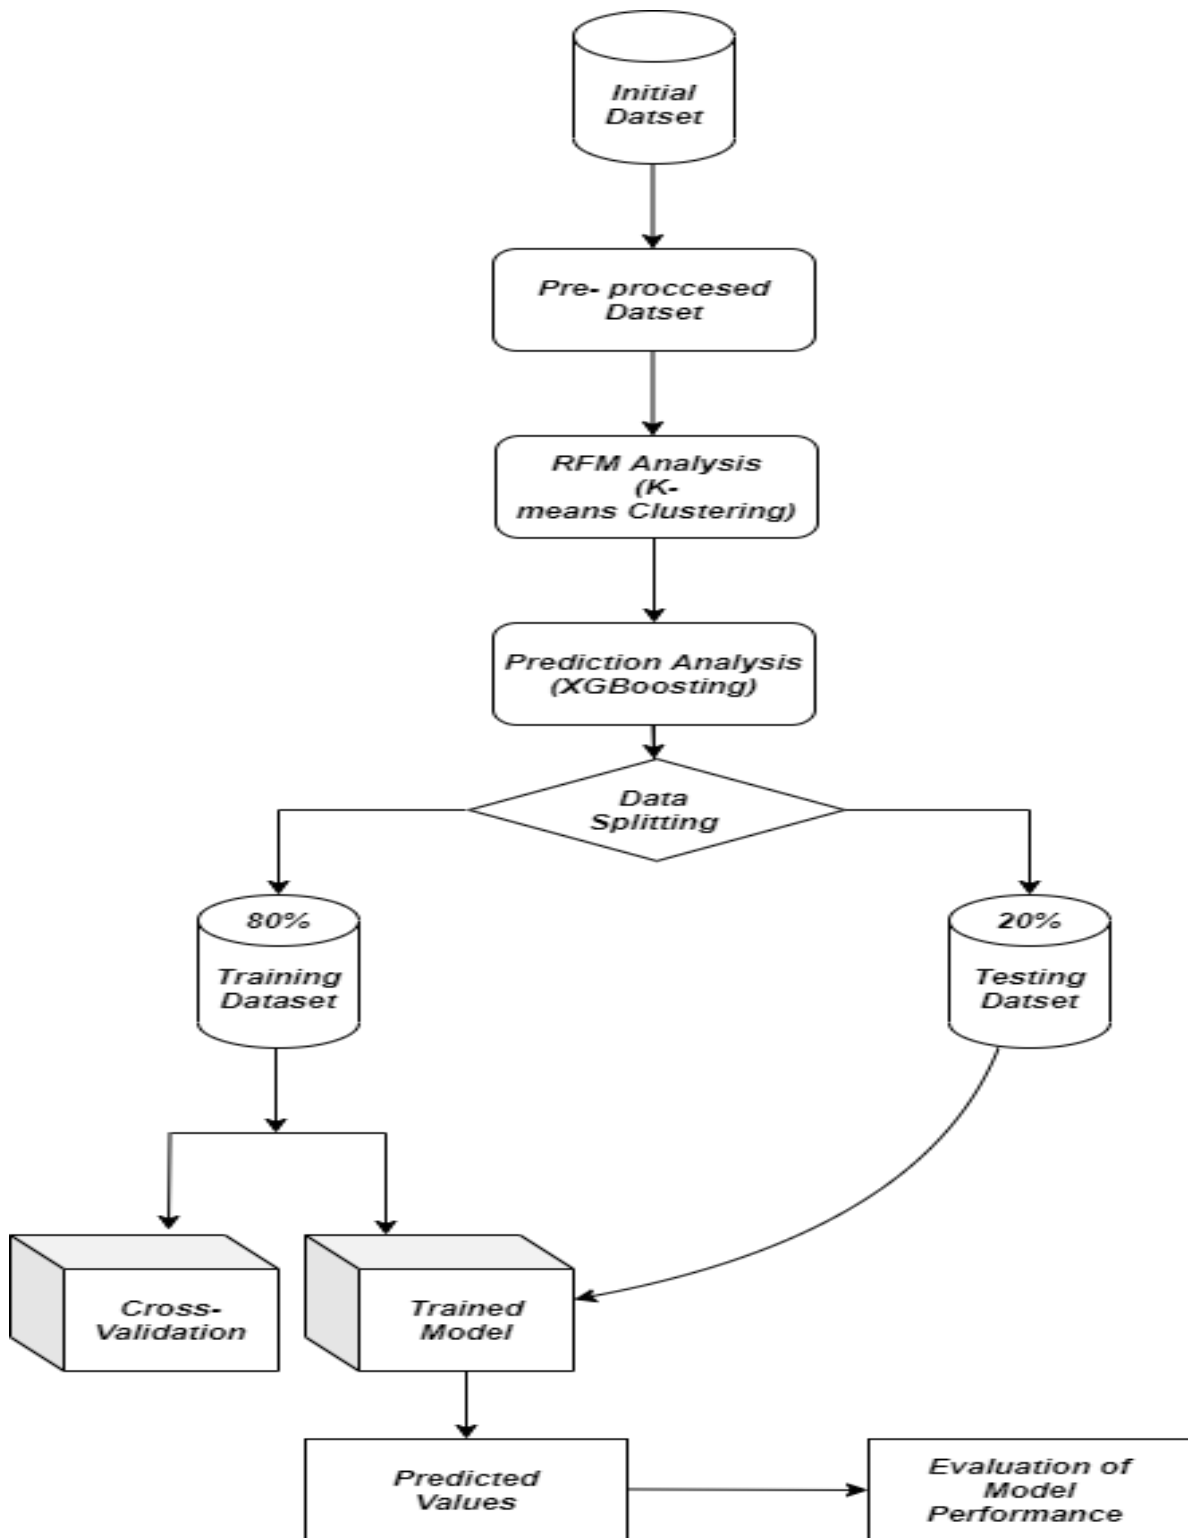 Initial
Datset
Pre- proccesed
Datset
RFM Analysis
(K-
means Clustering)
Prediction Analysis
(XGBoosting)
Data
Splitting
80%
Training
Dataset
20%
Testing
Datset
Cross-
Validation
Trained
Model
Predicted
Values
Evaluation of
Model
Performance